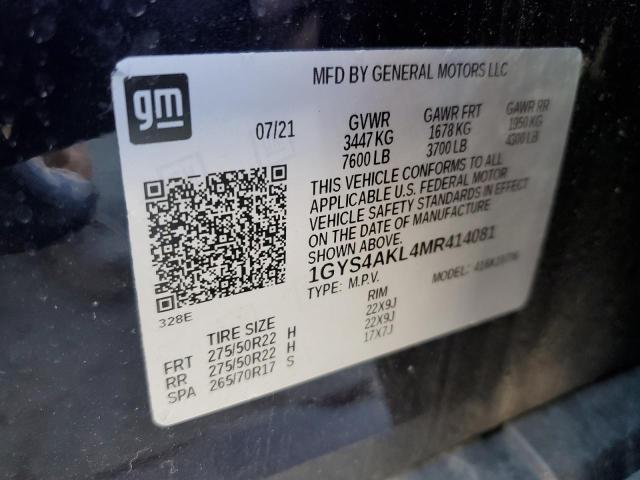 gm
MFD BY GENERAL MOTORS LLC
07/21 GVWR GAWR FRT GAWR RR
3447 KG 1678 KG 1950 KG
7600 LB 3700 LB 4300 LB
THIS VEHICLE CONFORMS TO ALL
APPLICABLE U.S. FEDERAL MOTOR
VEHICLE SAFETY STANDARDS IN EFFECT
ON THE DATE OF MANUFACTURE
SHOWN ABOVE.
1GYS4AKL4MR414081
TYPE: M.P.V. MODEL:
328E
TIRE SIZE RIM
FRT 275/50R22 H 22X9J
RR 275/50R22 H 22X9J
SPA 265/70R17 S 17X7J